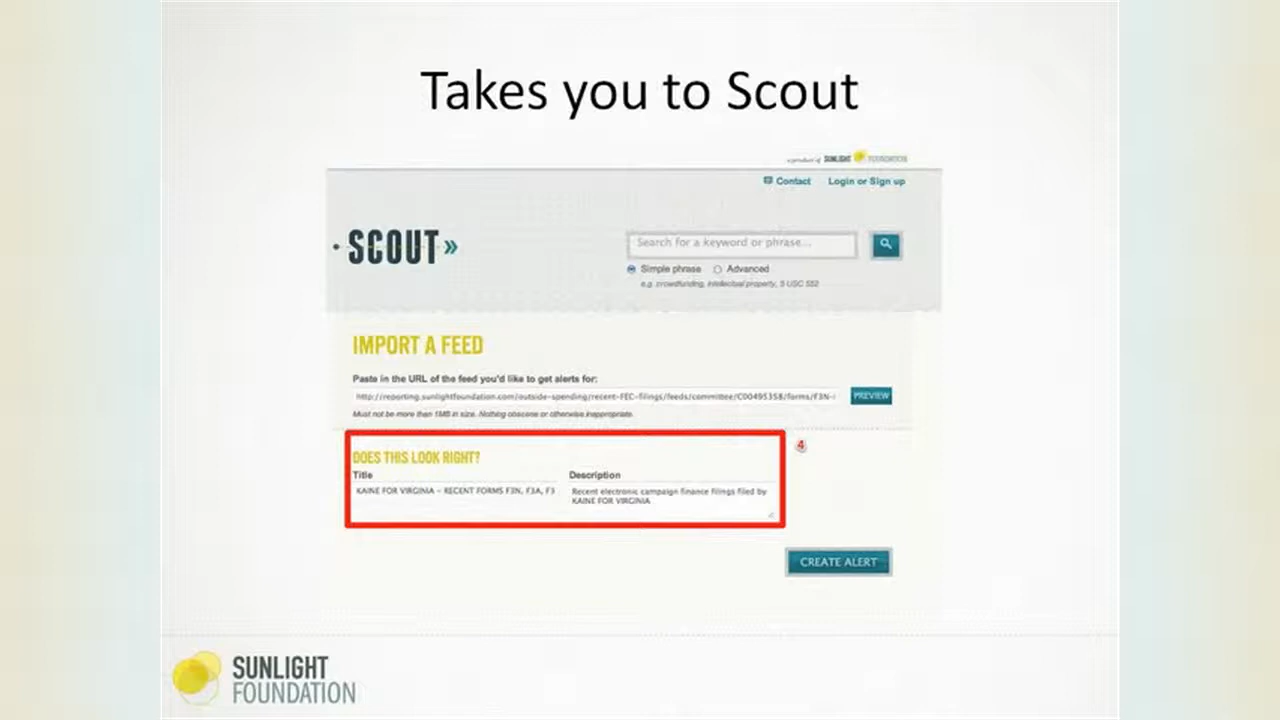 Takes you to Scout
a product of SUNLIGHT FOUNDATION
Contact Login or Sign up
SCOUT
Search for a keyword or phrase...
Simple phrase Advanced
e.g. crowdfunding, intellectual property, 5 USC 552
IMPORT A FEED
Paste in the URL of the feed you'd like to get alerts for:
http://reporting.sunlightfoundation.com/outside-spending/recent-FEC-filings/feeds/committee/C00495358/forms/F3N-
PREVIEW
Must not be more than 1MB in size. Nothing obscene or otherwise inappropriate.
4
DOES THIS LOOK RIGHT?
Title Description
KAINE FOR VIRGINIA - RECENT FORMS F3N, F3A, F3
Recent electronic campaign finance filings filed by
KAINE FOR VIRGINIA
CREATE ALERT
SUNLIGHT
FOUNDATION